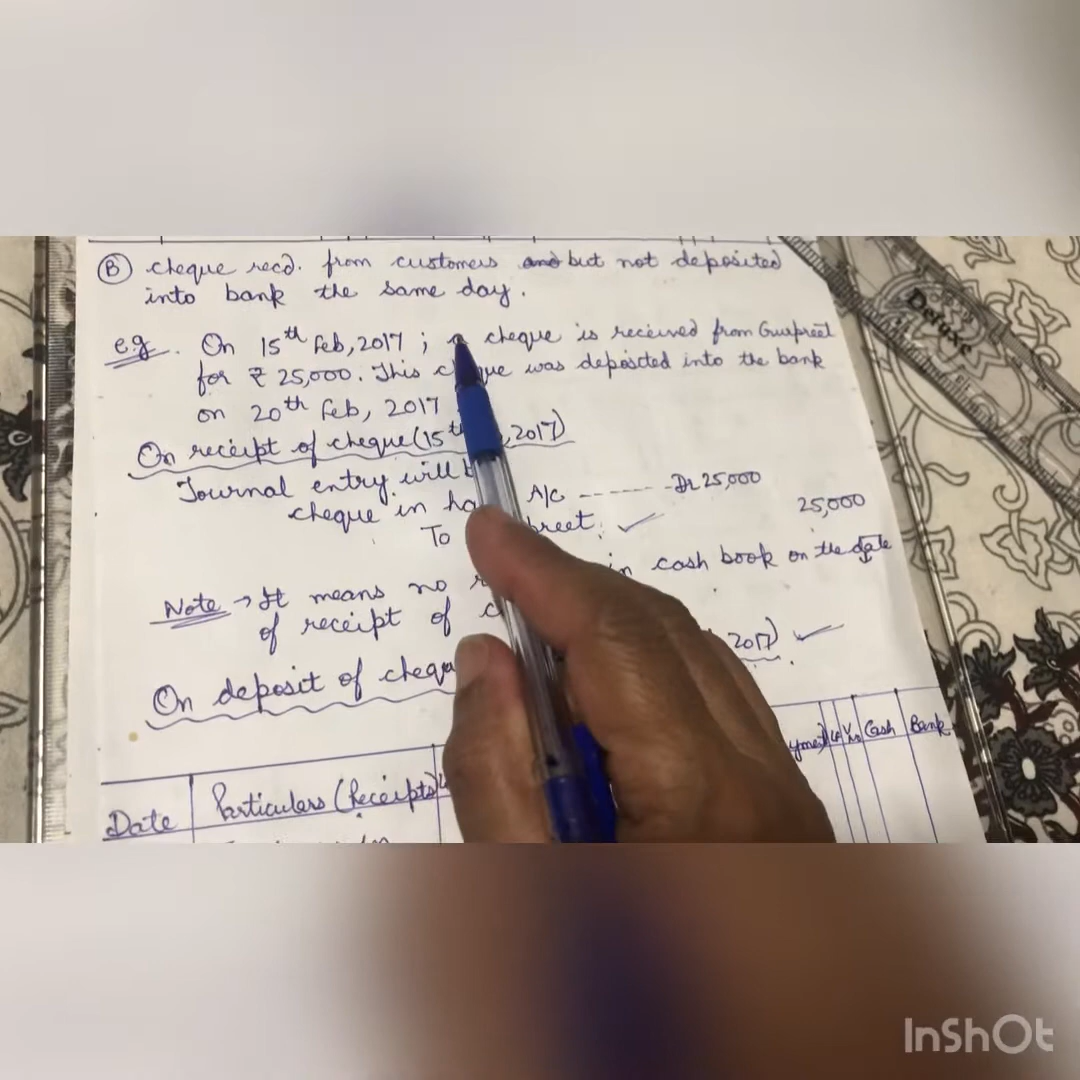 (B) cheque recd. from customers and but not deposited
into bank the same day.
e.g. On 15th Feb, 2017 ; a cheque is received from Gurpreet
for ₹ 25,000. This was deposited into the bank
on 20th Feb, 2017
On receipt of cheque (15th , 2017)
Journal entry will
cheque in A/c -------- Dr 25,000
To 25,000
Note → It means no in cash book on the date
of receipt of
On deposit of 2017)
Date Particulars (Receipts) Cash Bank
Deluxe
InShOt